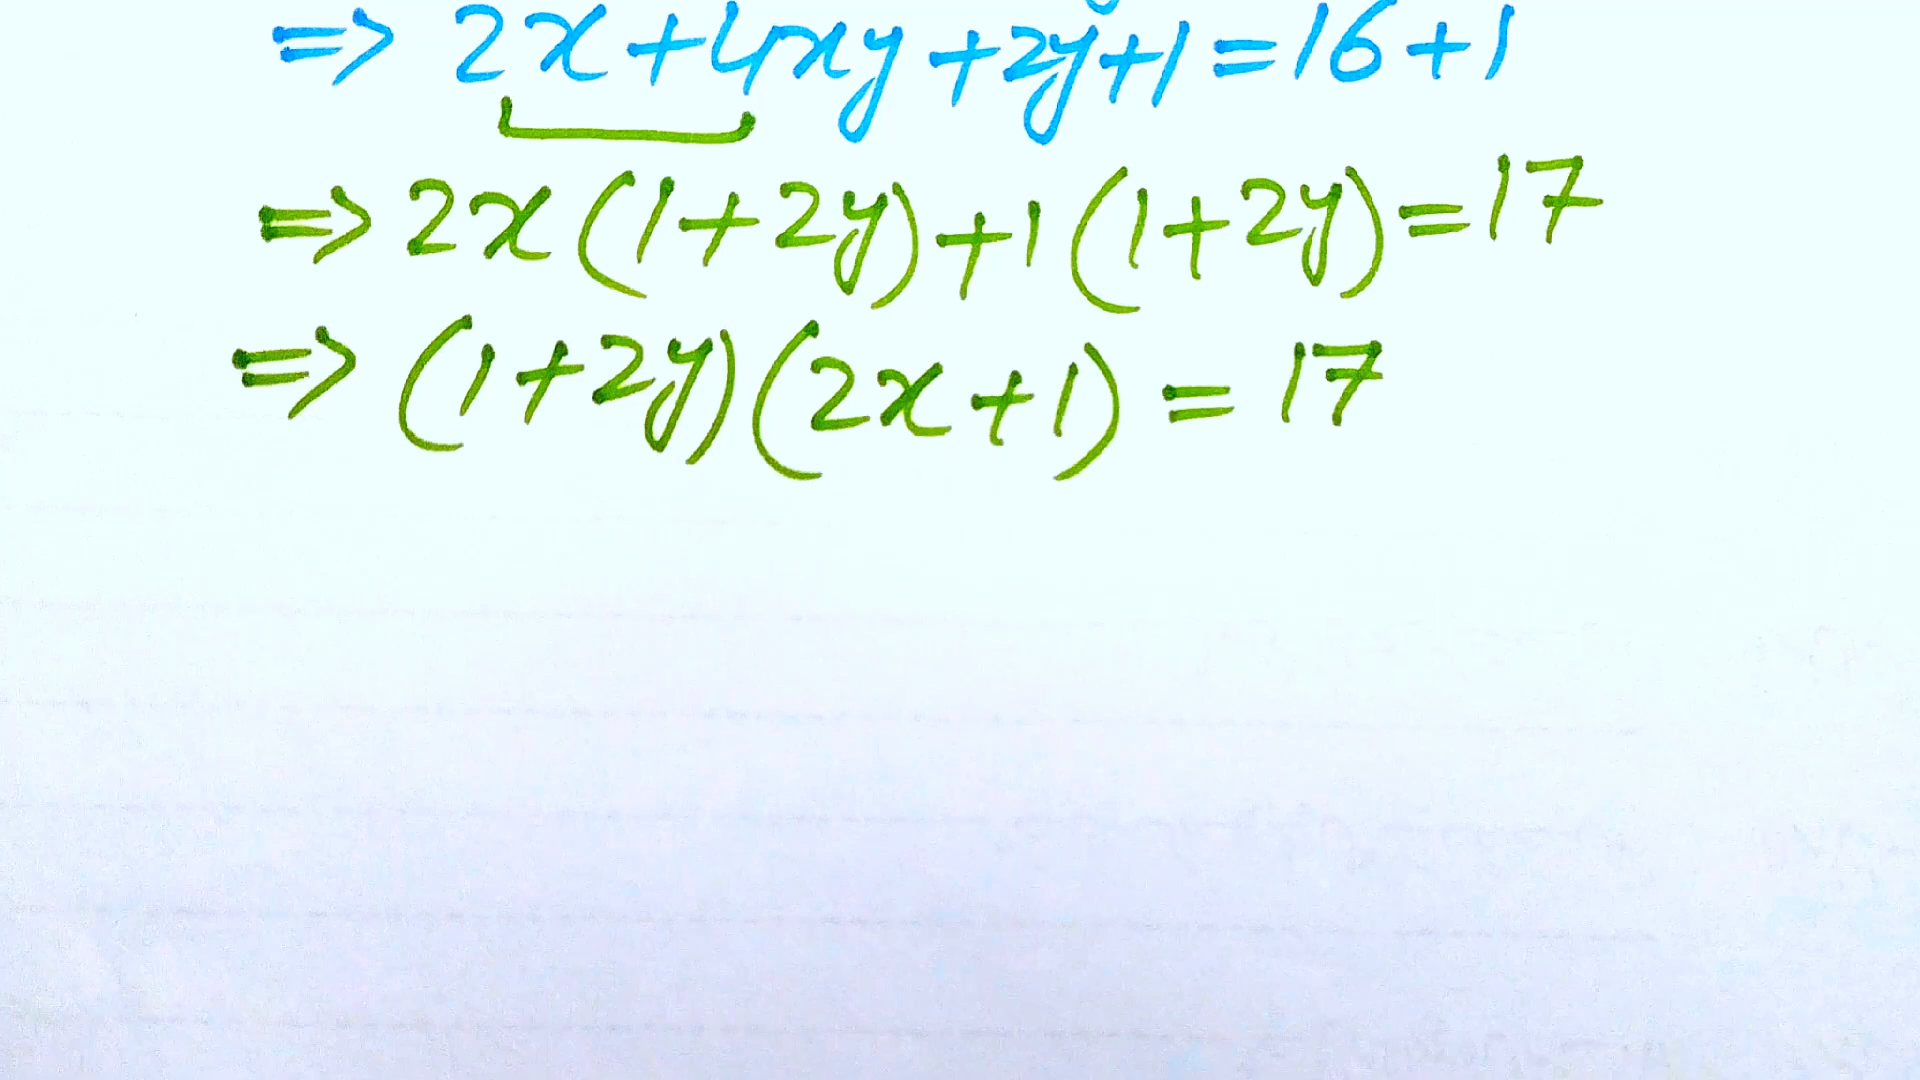 => 2x+4xy+2y+1=16+1
=> 2x(1+2y)+1(1+2y)=17
=> (1+2y)(2x+1)=17